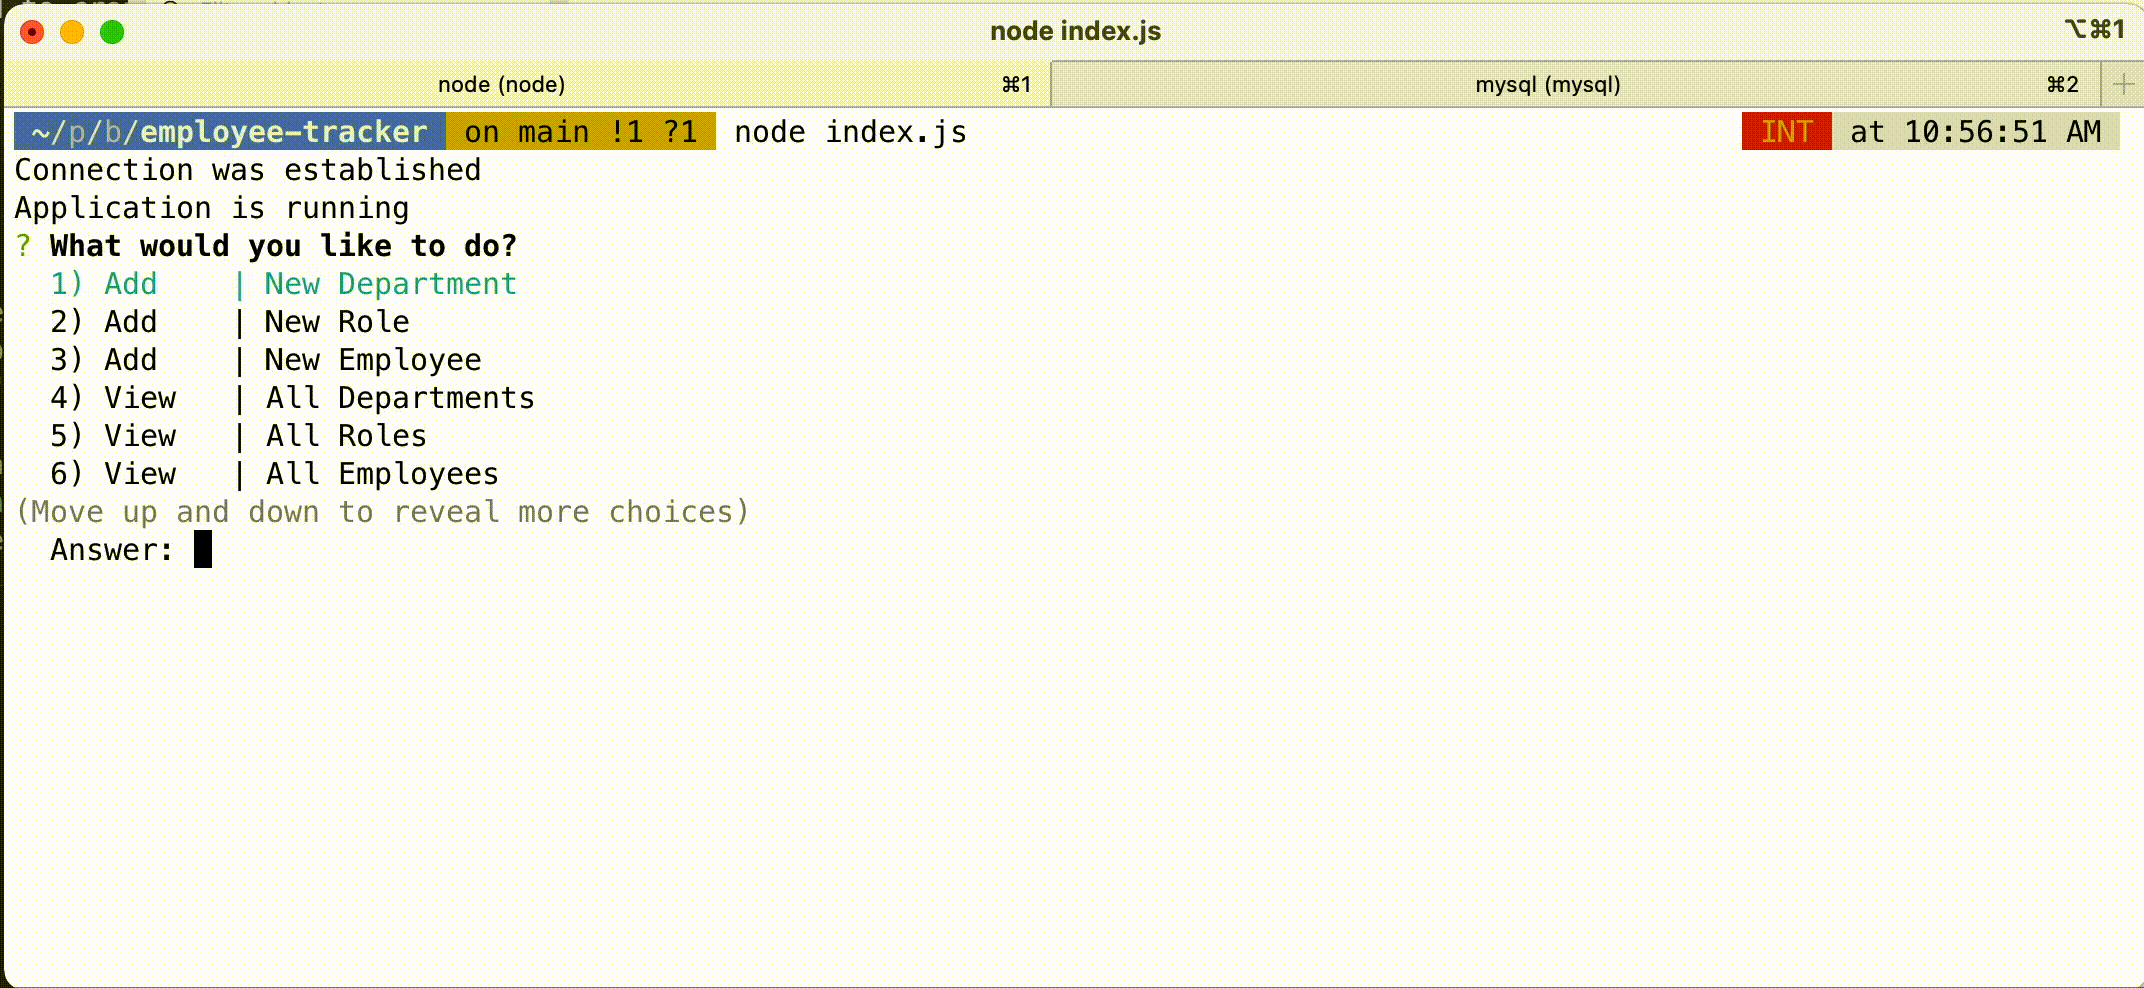 node index.js ⌥⌘1
node (node) ⌘1 mysql (mysql) ⌘2 +
~/p/b/employee-tracker on main !1 ?1 node index.js INT at 10:56:51 AM
Connection was established
Application is running
? What would you like to do?
1) Add | New Department
2) Add | New Role
3) Add | New Employee
4) View | All Departments
5) View | All Roles
6) View | All Employees
(Move up and down to reveal more choices)
Answer: